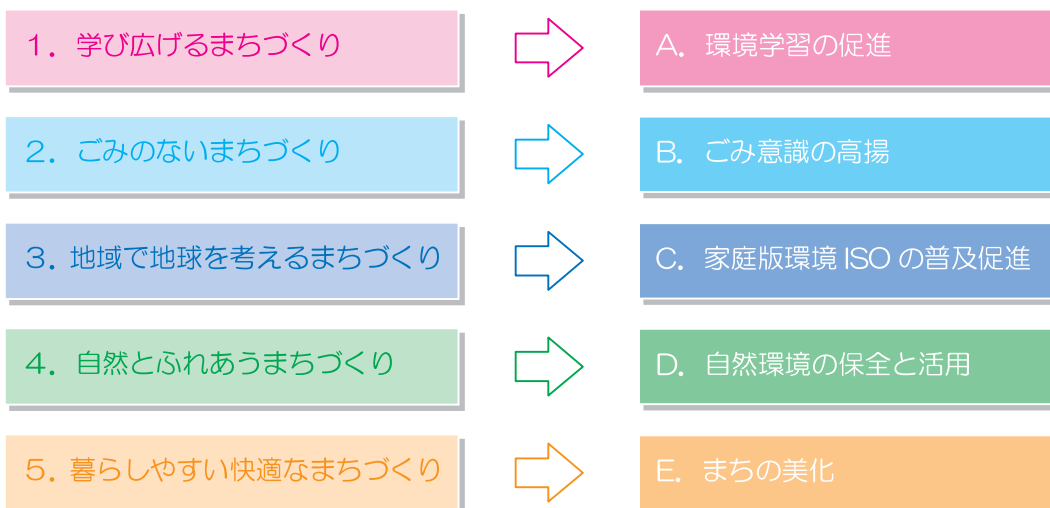 1. 学び広げるまちづくり
A. 環境学習の促進
2. ごみのないまちづくり
B. ごみ意識の高揚
3. 地域で地球を考えるまちづくり
C. 家庭版環境 ISO の普及促進
4. 自然とふれあうまちづくり
D. 自然環境の保全と活用
5. 暮らしやすい快適なまちづくり
E. まちの美化